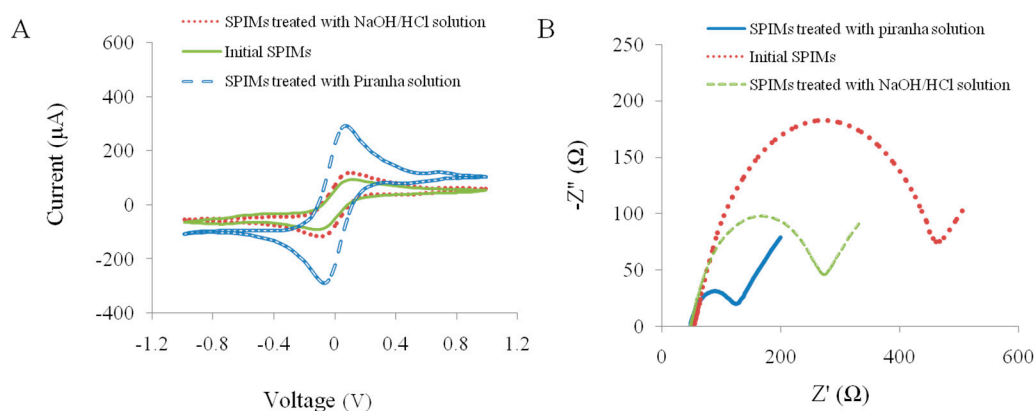 A
SPIMs treated with NaOH/HCl solution
Initial SPIMs
SPIMs treated with Piranha solution
600
400
200
0
-200
-400
-1.2
-0.8
-0.4
0
0.4
0.8
1.2
Current (μA)
Voltage (V)
B
SPIMs treated with piranha solution
Initial SPIMs
SPIMs treated with NaOH/HCl solution
250
200
150
100
50
0
0
200
400
600
-Z" (Ω)
Z' (Ω)